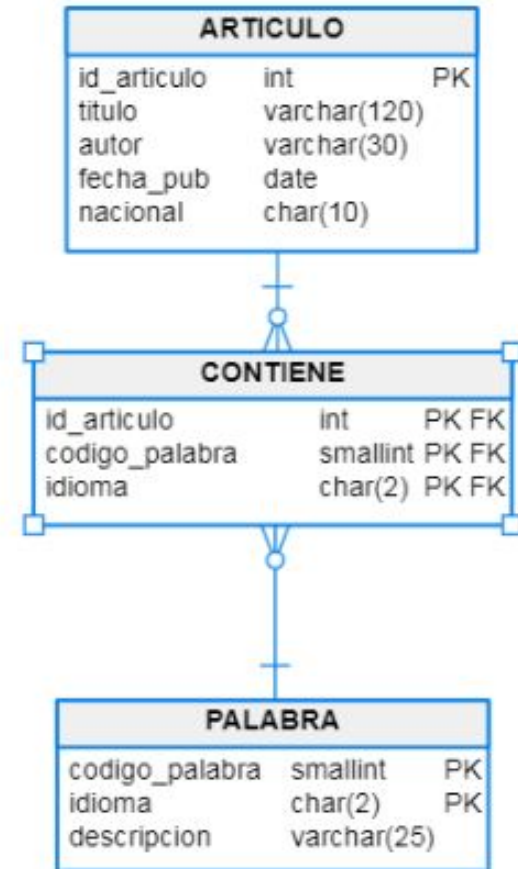 ARTICULO
id_articulo int PK
titulo varchar(120)
autor varchar(30)
fecha_pub date
nacional char(10)
CONTIENE
id_articulo int PK FK
codigo_palabra smallint PK FK
idioma char(2) PK FK
PALABRA
codigo_palabra smallint PK
idioma char(2) PK
descripcion varchar(25)